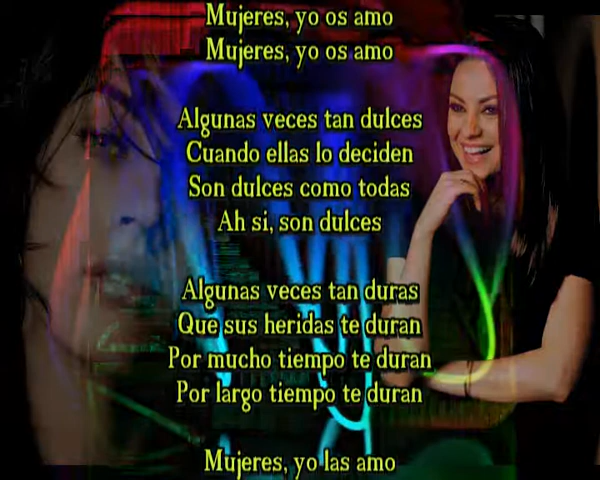 Mujeres, yo os amo
Mujeres, yo os amo
Algunas veces tan dulces
Cuando ellas lo deciden
Son dulces como todas
Ah si, son dulces
Algunas veces tan duras
Que sus heridas te duran
Por mucho tiempo te duran
Por largo tiempo te duran
Mujeres, yo las amo